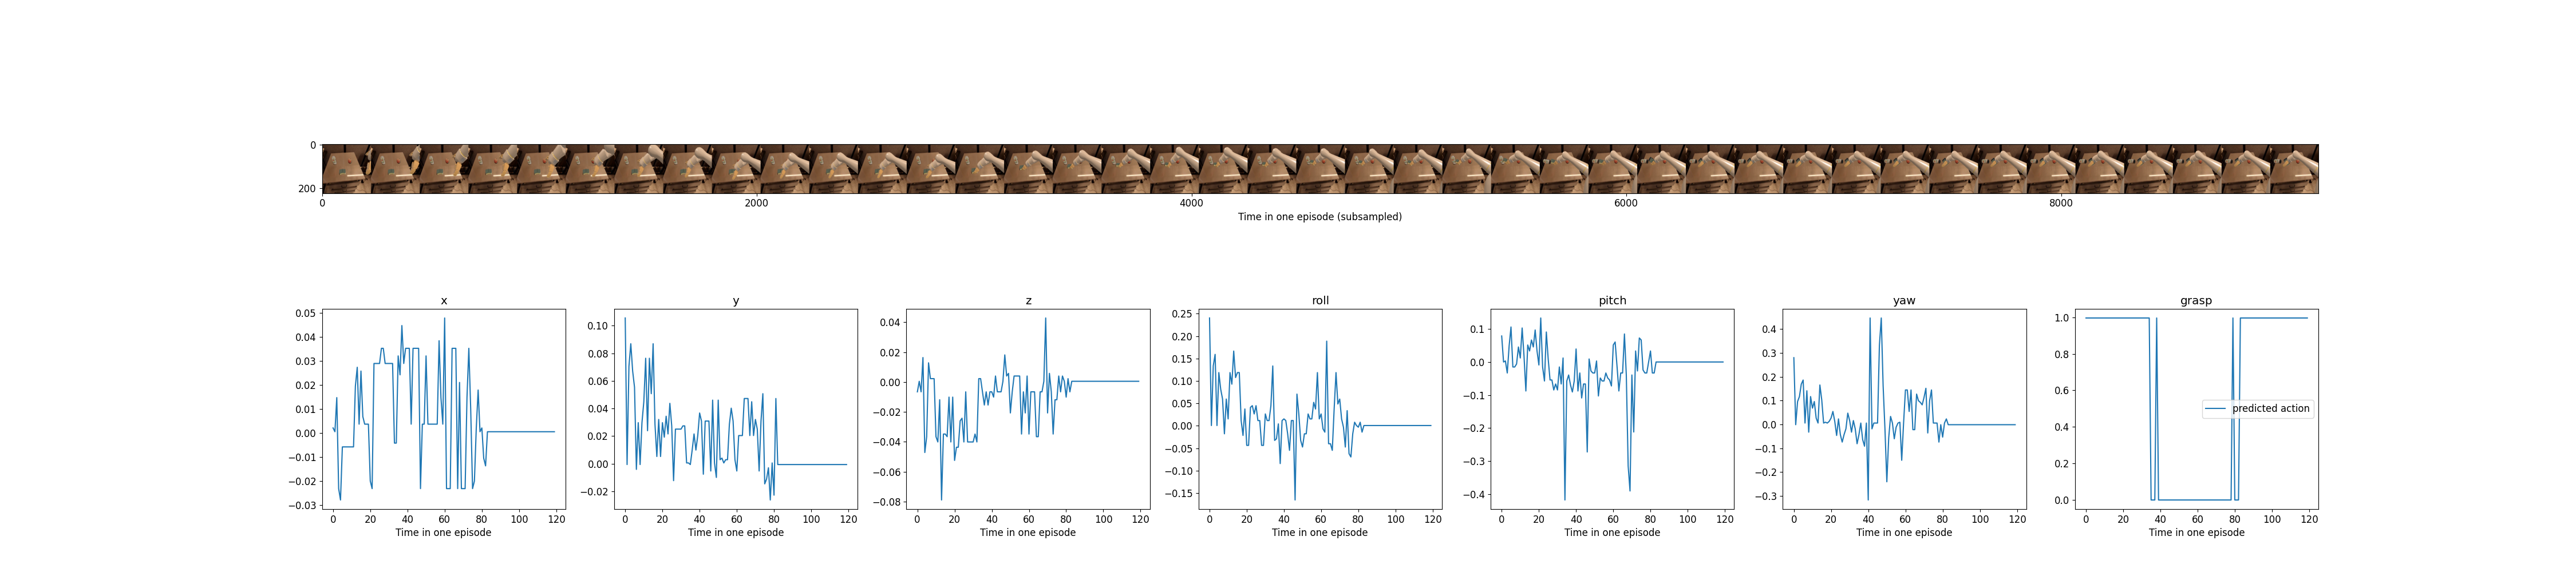 0
200
0 2000 4000 6000 8000
Time in one episode (subsampled)
x
0.05
0.04
0.03
0.02
0.01
0.00
−0.01
−0.02
−0.03
0 20 40 60 80 100 120
Time in one episode
y
0.10
0.08
0.06
0.04
0.02
0.00
−0.02
0 20 40 60 80 100 120
Time in one episode
z
0.04
0.02
0.00
−0.02
−0.04
−0.06
−0.08
0 20 40 60 80 100 120
Time in one episode
roll
0.25
0.20
0.15
0.10
0.05
0.00
−0.05
−0.10
−0.15
0 20 40 60 80 100 120
Time in one episode
pitch
0.1
0.0
−0.1
−0.2
−0.3
−0.4
0 20 40 60 80 100 120
Time in one episode
yaw
0.4
0.3
0.2
0.1
0.0
−0.1
−0.2
−0.3
0 20 40 60 80 100 120
Time in one episode
grasp
1.0
0.8
0.6
0.4
0.2
0.0
predicted action
0 20 40 60 80 100 120
Time in one episode